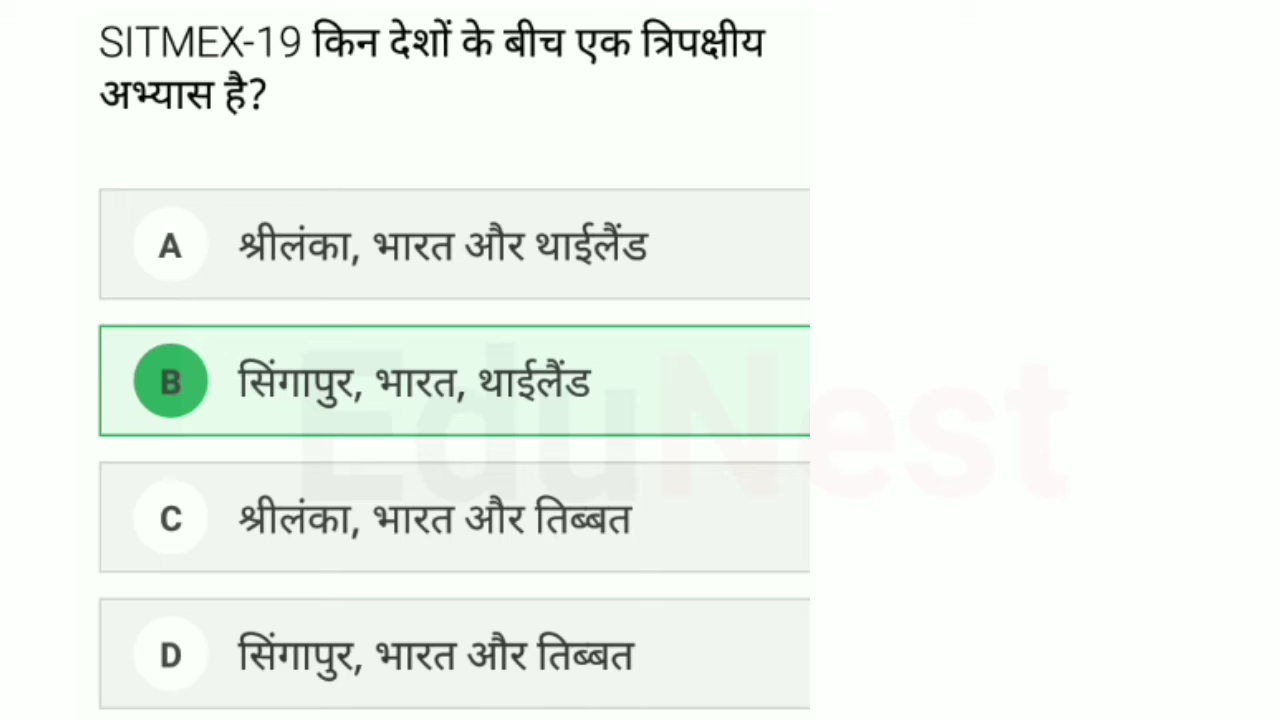 SITMEX-19 किन देशों के बीच एक त्रिपक्षीय
अभ्यास है?
A श्रीलंका, भारत और थाईलैंड
B सिंगापुर, भारत, थाईलैंड
EduNest
C श्रीलंका, भारत और तिब्बत
D सिंगापुर, भारत और तिब्बत